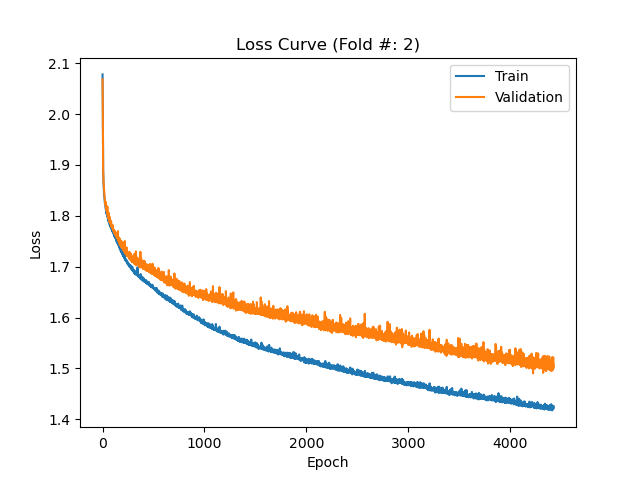 Loss Curve (Fold #: 2)
Train
Validation
2.1
2.0
1.9
1.8
1.7
1.6
1.5
1.4
Loss
0 1000 2000 3000 4000
Epoch